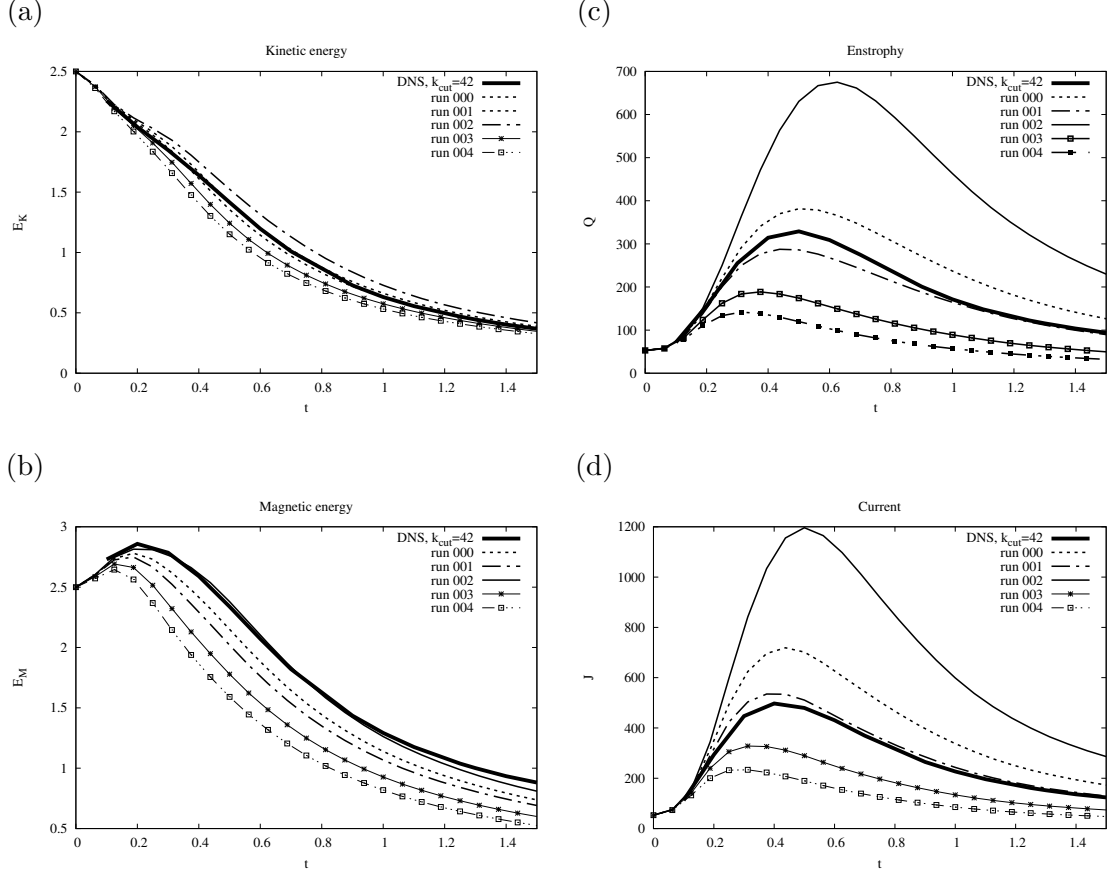 (a)
Kinetic energy
E_K
2.5
2
1.5
1
0.5
0
0 0.2 0.4 0.6 0.8 1 1.2 1.4
t
DNS, k_cut=42
run 000
run 001
run 002
run 003
run 004
(c)
Enstrophy
Q
700
600
500
400
300
200
100
0
0 0.2 0.4 0.6 0.8 1 1.2 1.4
t
DNS, k_cut=42
run 000
run 001
run 002
run 003
run 004
(b)
Magnetic energy
E_M
3
2.5
2
1.5
1
0.5
0 0.2 0.4 0.6 0.8 1 1.2 1.4
t
DNS, k_cut=42
run 000
run 001
run 002
run 003
run 004
(d)
Current
J
1200
1000
800
600
400
200
0
0 0.2 0.4 0.6 0.8 1 1.2 1.4
t
DNS, k_cut=42
run 000
run 001
run 002
run 003
run 004